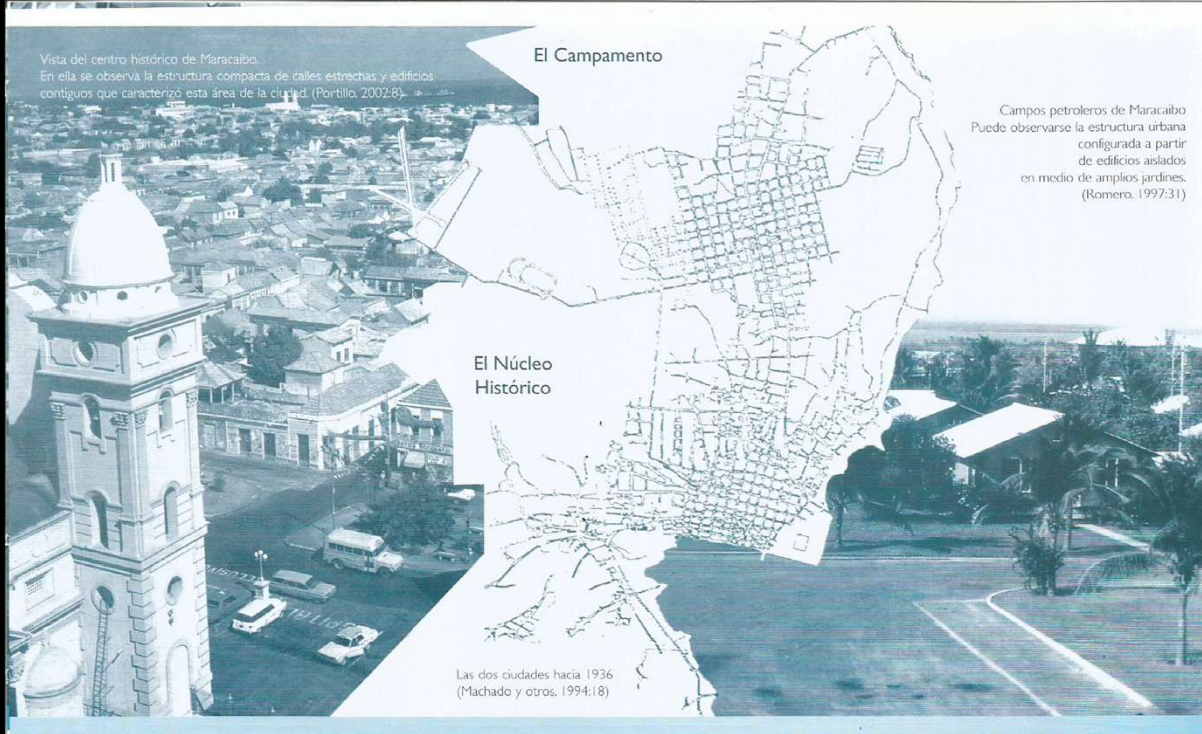 Vista del centro histórico de Maracaibo.
En ella se observa la estructura compacta de calles estrechas y edificios
contiguos que caracterizó esta área de la ciudad. (Portillo, 2002:8)
El Campamento
Campos petroleros de Maracaibo
Puede observarse la estructura urbana
configurada a partir
de edificios aislados
en medio de amplios jardines.
(Romero, 1997:31)
El Núcleo
Histórico
Las dos ciudades hacia 1936
(Machado y otros, 1994:18)